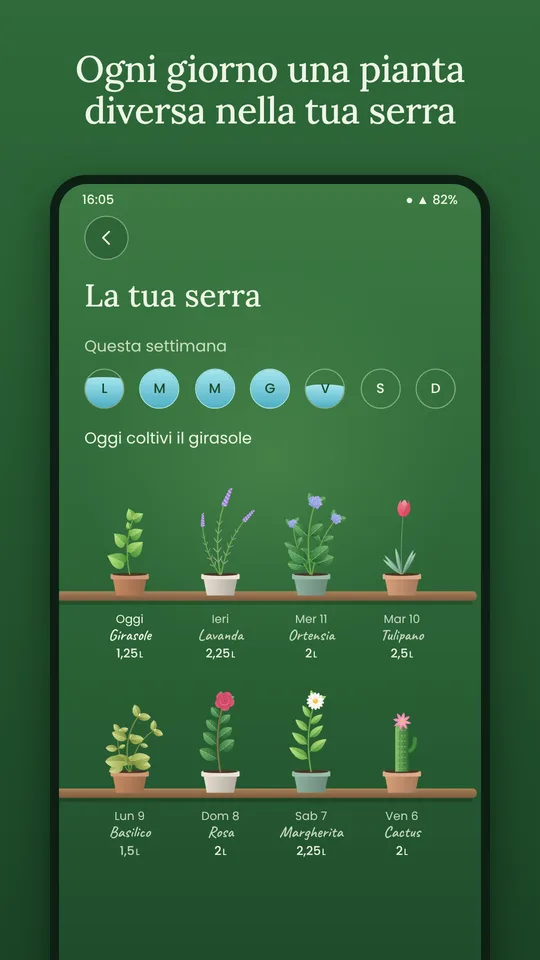 Ogni giorno una pianta
diversa nella tua serra
16:05
82%
La tua serra
Questa settimana
L M M G V S D
Oggi coltivi il girasole
Oggi Ieri Mer 11 Mar 10
Girasole Lavanda Ortensia Tulipano
1,25L 2,25L 2L 2,5L
Lun 9 Dom 8 Sab 7 Ven 6
Basilico Rosa Margherita Cactus
1,5L 2L 2,25L 2L